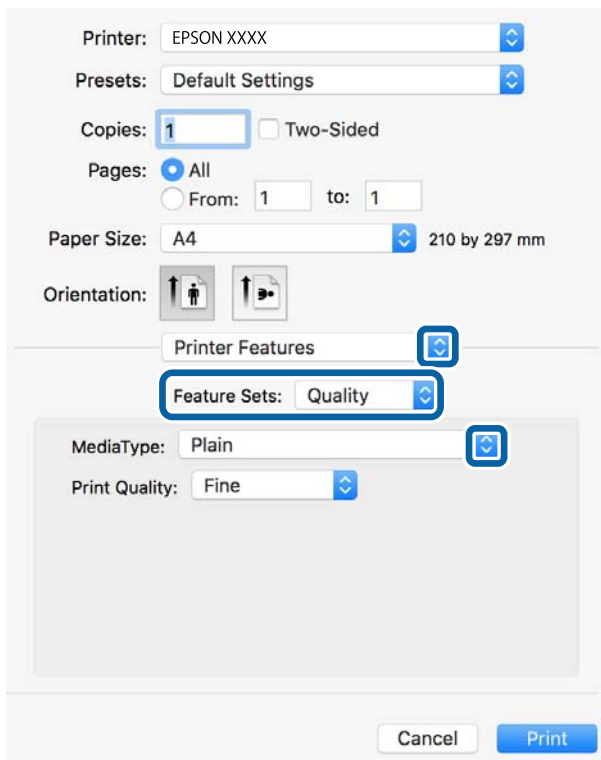 Printer: EPSON XXXX
Presets: Default Settings
Copies: 1 Two-Sided
Pages: All
From: 1 to: 1
Paper Size: A4 210 by 297 mm
Orientation:
Printer Features
Feature Sets: Quality
MediaType: Plain
Print Quality: Fine
Cancel Print